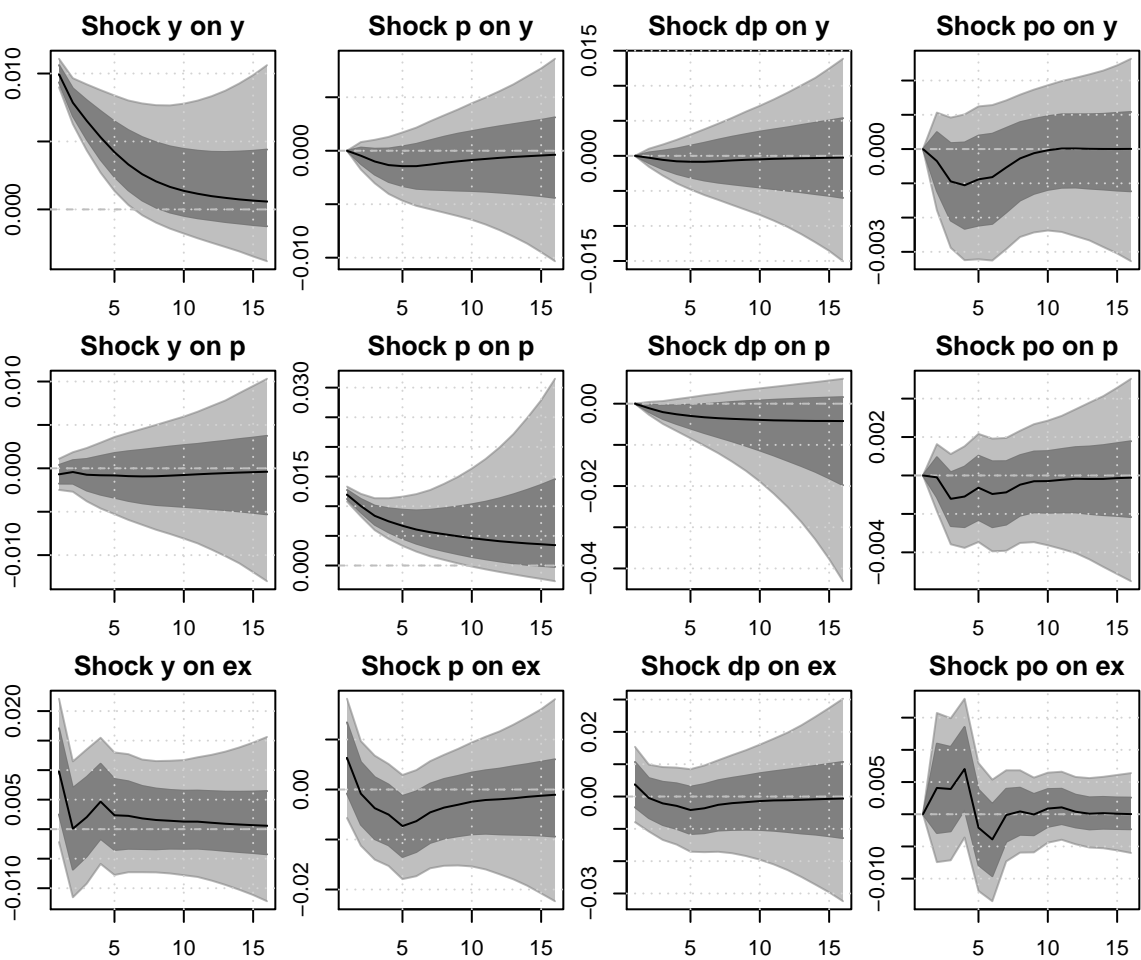 Shock y on y Shock p on y Shock dp on y Shock po on y
0.010 0.000
0.000 −0.010
0.015 0.000 −0.015
0.000 −0.003
5 10 15 5 10 15 5 10 15 5 10 15
Shock y on p Shock p on p Shock dp on p Shock po on p
0.010 0.000 −0.010
0.030 0.015 0.000
0.00 −0.02 −0.04
0.002 −0.004
5 10 15 5 10 15 5 10 15 5 10 15
Shock y on ex Shock p on ex Shock dp on ex Shock po on ex
0.020 0.005 −0.010
0.00 −0.02
0.02 0.00 −0.03
0.005 −0.010
5 10 15 5 10 15 5 10 15 5 10 15